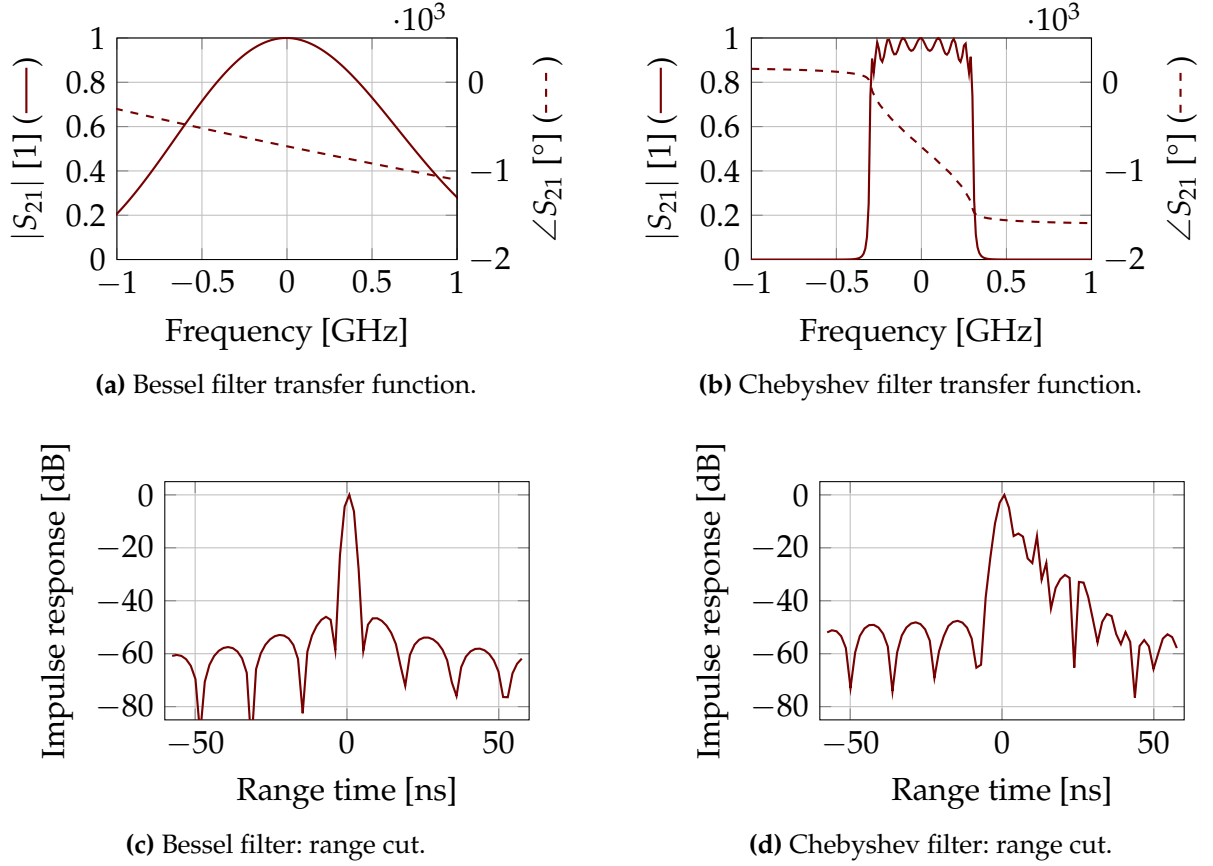 ·10³ ·10³
1 0.8 0.6 0.4 0.2 0
|S₂₁| [1] (—)
0 −1 −2
∠S₂₁ [°] (---)
−1 −0.5 0 0.5 1
Frequency [GHz]
(a) Bessel filter transfer function.
1 0.8 0.6 0.4 0.2 0
|S₂₁| [1] (—)
0 −1 −2
∠S₂₁ [°] (---)
−1 −0.5 0 0.5 1
Frequency [GHz]
(b) Chebyshev filter transfer function.
Impulse response [dB]
0 −20 −40 −60 −80
−50 0 50
Range time [ns]
(c) Bessel filter: range cut.
Impulse response [dB]
0 −20 −40 −60 −80
−50 0 50
Range time [ns]
(d) Chebyshev filter: range cut.